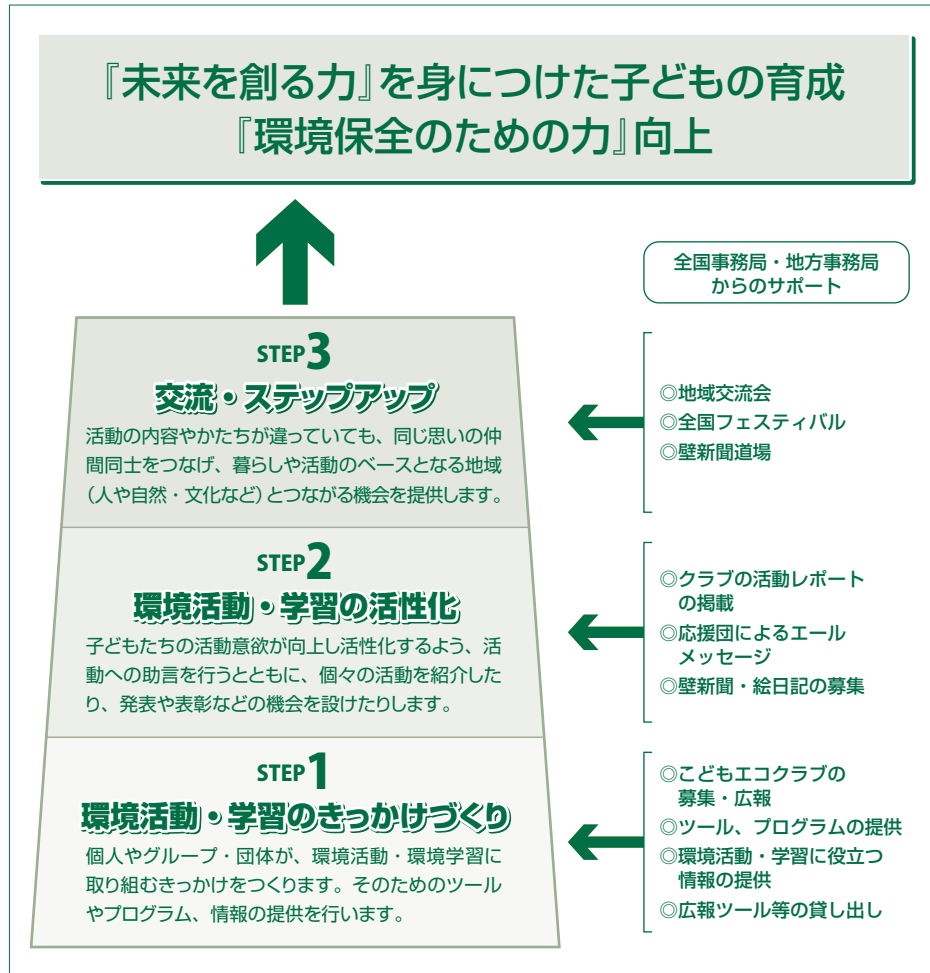 『未来を創る力』を身につけた子どもの育成
『環境保全のための力』向上
全国事務局・地方事務局
からのサポート
STEP3
交流・ステップアップ
活動の内容やかたちが違っていても、同じ思いの仲
間同士をつなげ、暮らしや活動のベースとなる地域
（人や自然・文化など）とつながる機会を提供します。
◎地域交流会
◎全国フェスティバル
◎壁新聞道場
STEP2
環境活動・学習の活性化
子どもたちの活動意欲が向上し活性化するよう、活
動への助言を行うとともに、個々の活動を紹介した
り、発表や表彰などの機会を設けたりします。
◎クラブの活動レポート
の掲載
◎応援団によるエール
メッセージ
◎壁新聞・絵日記の募集
STEP1
環境活動・学習のきっかけづくり
個人やグループ・団体が、環境活動・環境学習に
取り組むきっかけをつくります。そのためのツール
やプログラム、情報の提供を行います。
◎こどもエコクラブの
募集・広報
◎ツール、プログラムの提供
◎環境活動・学習に役立つ
情報の提供
◎広報ツール等の貸し出し